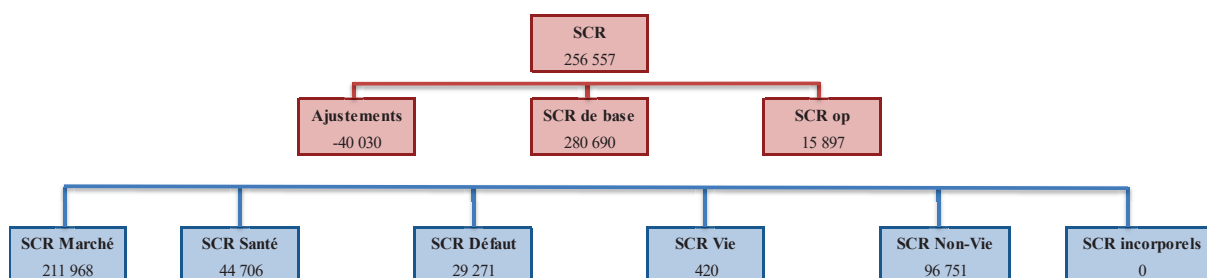 SCR
256 557
Ajustements
-40 030
SCR de base
280 690
SCR op
15 897
SCR Marché
211 968
SCR Santé
44 706
SCR Défaut
29 271
SCR Vie
420
SCR Non-Vie
96 751
SCR incorporels
0